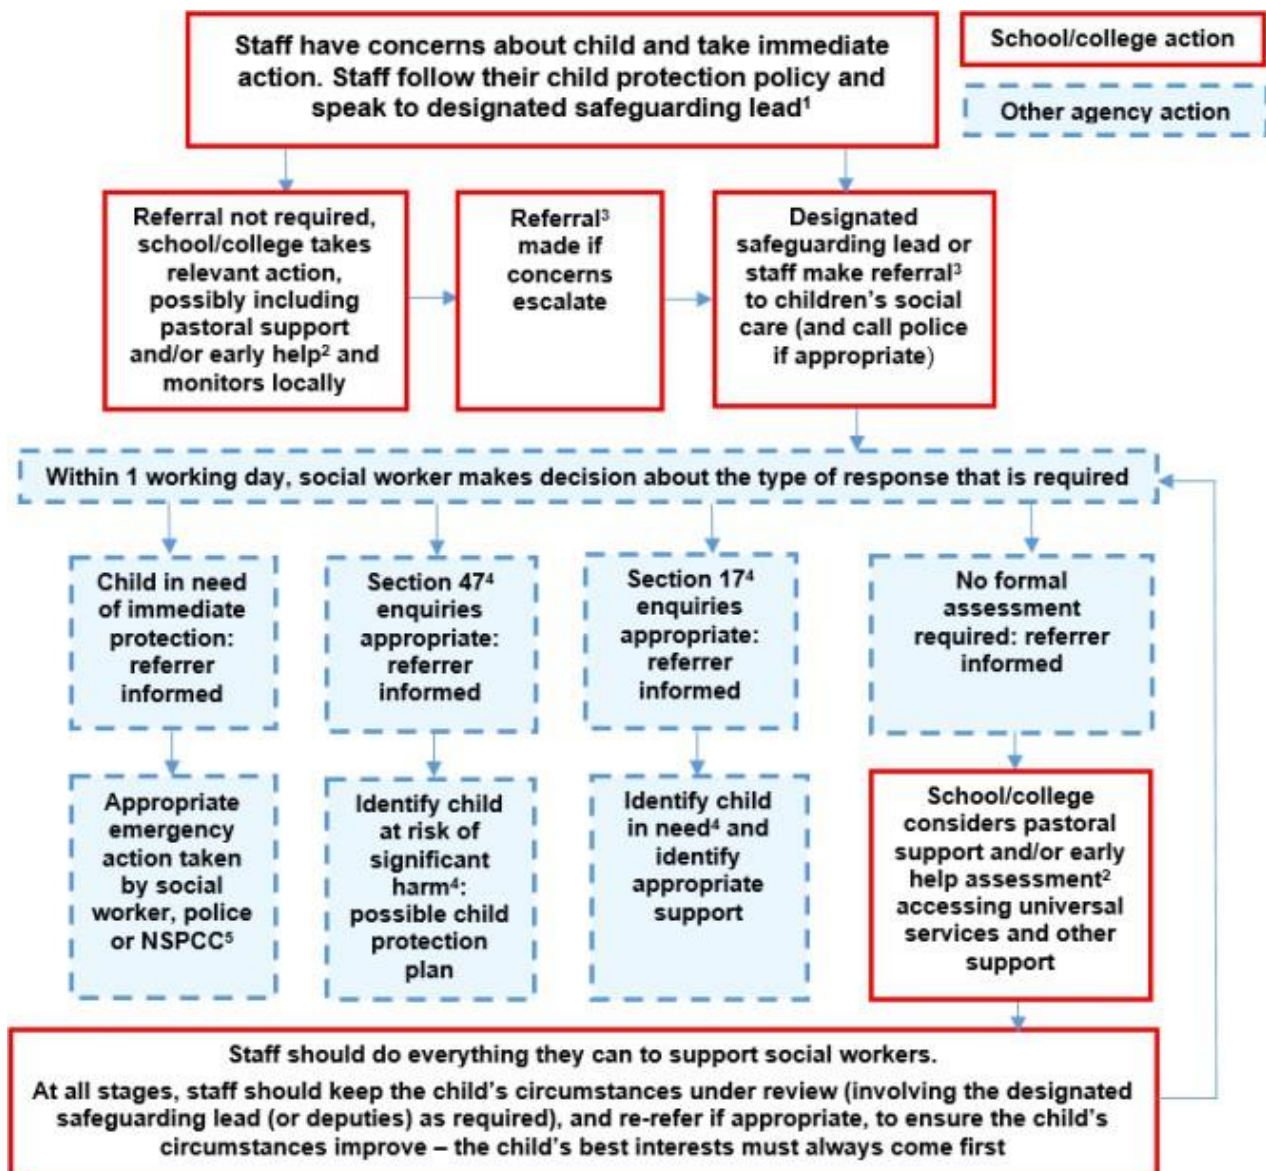 Staff have concerns about child and take immediate
action. Staff follow their child protection policy and
speak to designated safeguarding lead¹
School/college action
Other agency action
Referral not required,
school/college takes
relevant action,
possibly including
pastoral support
and/or early help² and
monitors locally
Referral³
made if
concerns
escalate
Designated
safeguarding lead or
staff make referral³
to children’s social
care (and call police
if appropriate)
Within 1 working day, social worker makes decision about the type of response that is required
Child in need
of immediate
protection:
referrer
informed
Section 47⁴
enquiries
appropriate:
referrer
informed
Section 17⁴
enquiries
appropriate:
referrer
informed
No formal
assessment
required: referrer
informed
Appropriate
emergency
action taken
by social
worker, police
or NSPCC⁵
Identify child
at risk of
significant
harm⁴:
possible child
protection
plan
Identify child
in need⁴ and
identify
appropriate
support
School/college
considers pastoral
support and/or early
help assessment²
accessing universal
services and other
support
Staff should do everything they can to support social workers.
At all stages, staff should keep the child’s circumstances under review (involving the designated
safeguarding lead (or deputies) as required), and re-refer if appropriate, to ensure the child’s
circumstances improve – the child’s best interests must always come first